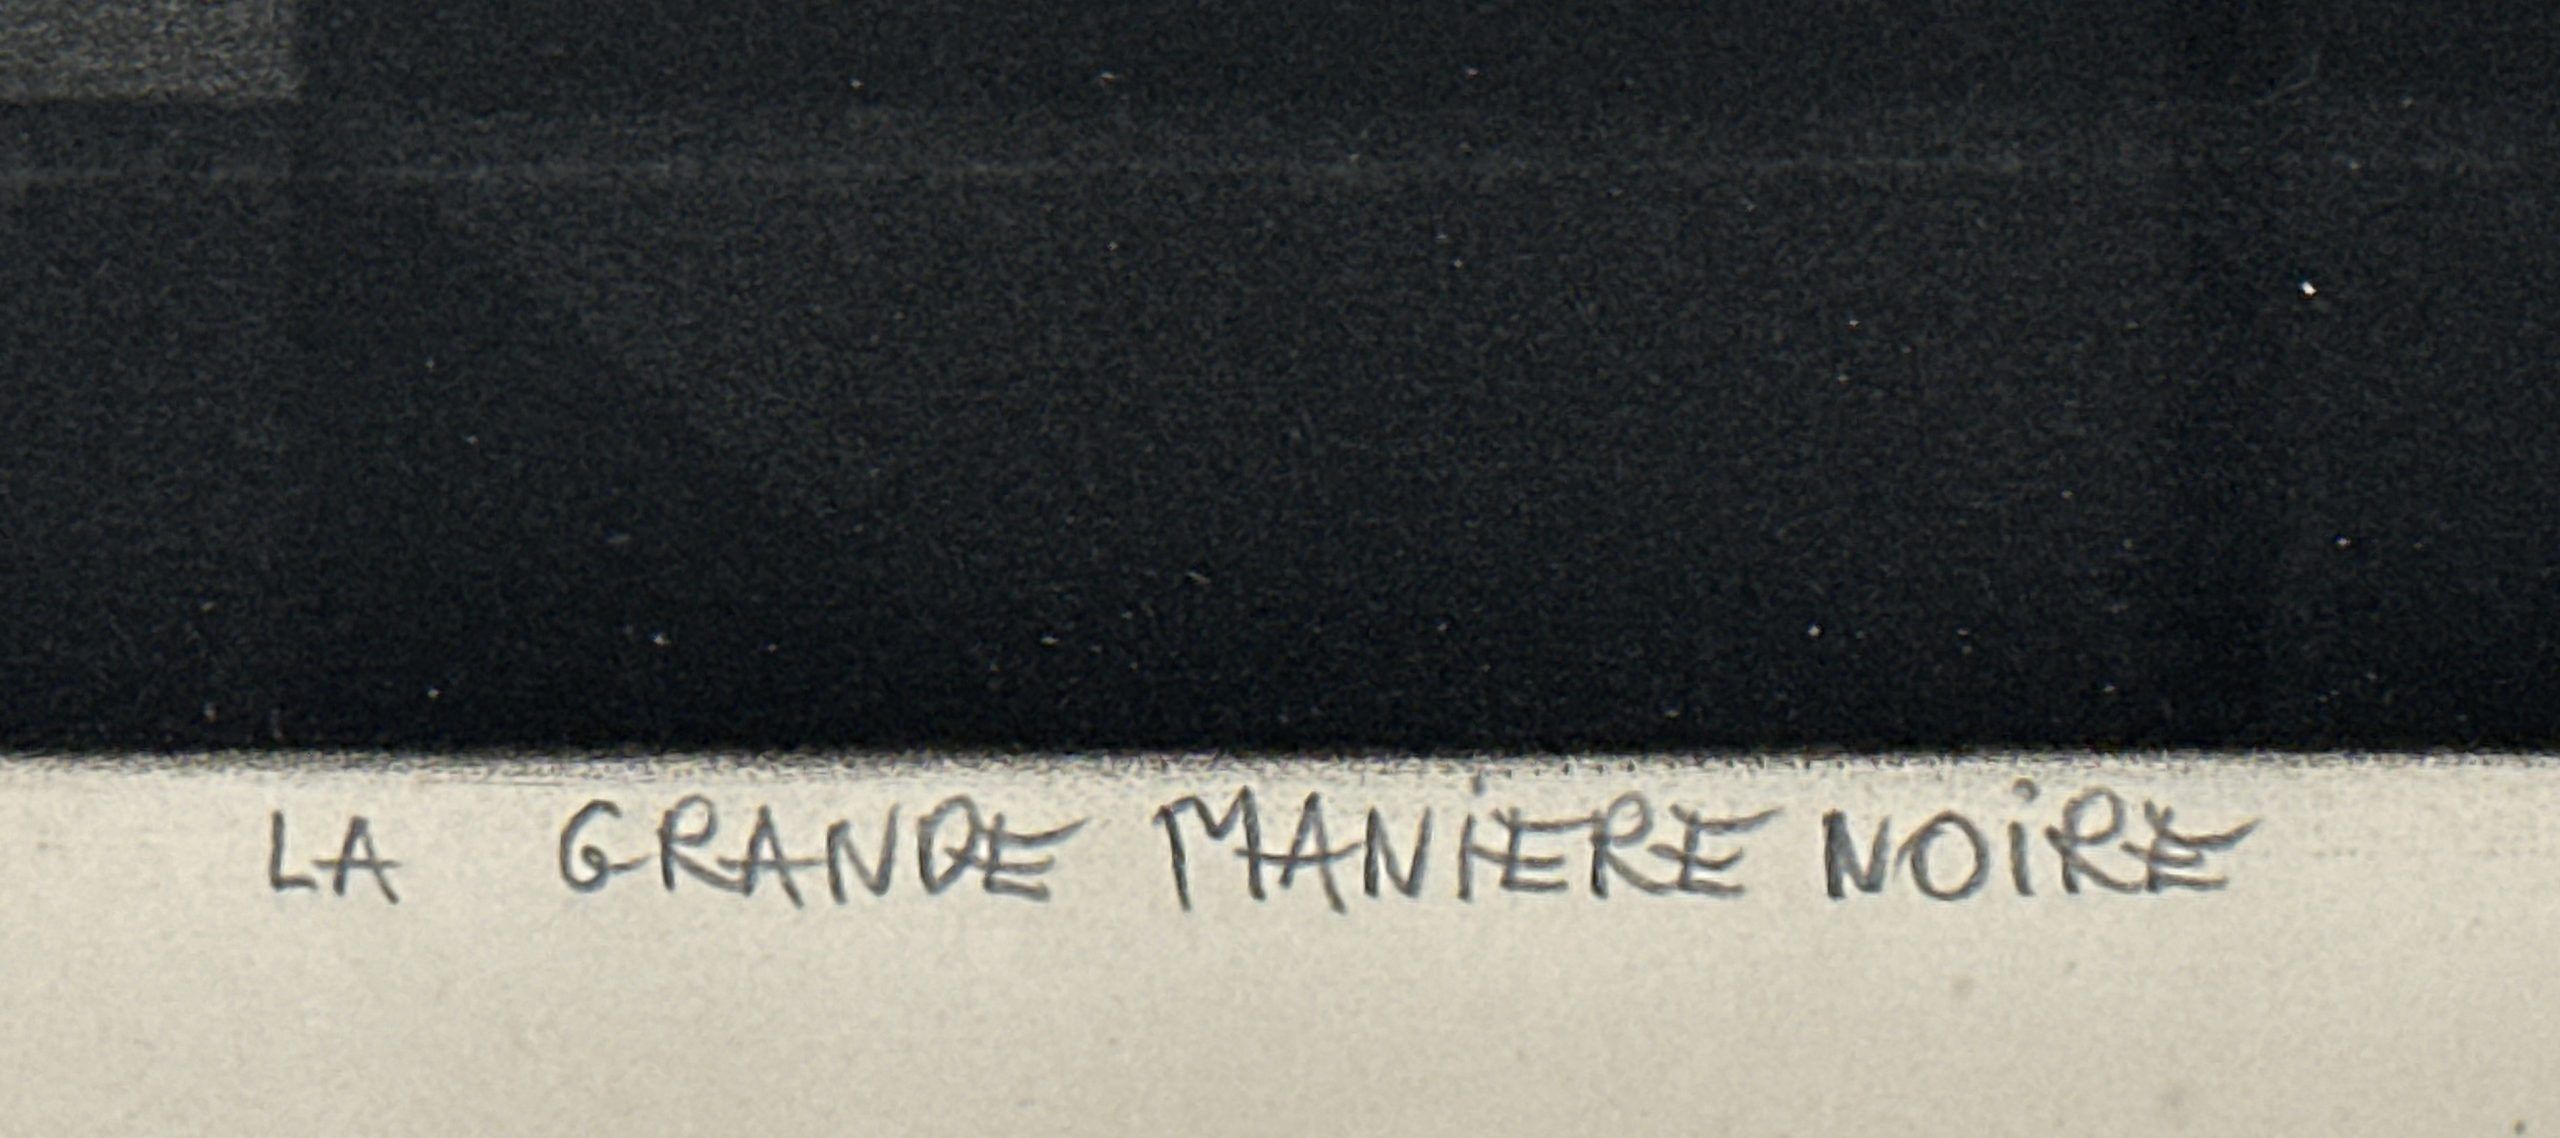 LA GRANDE MANiERE NOiRE